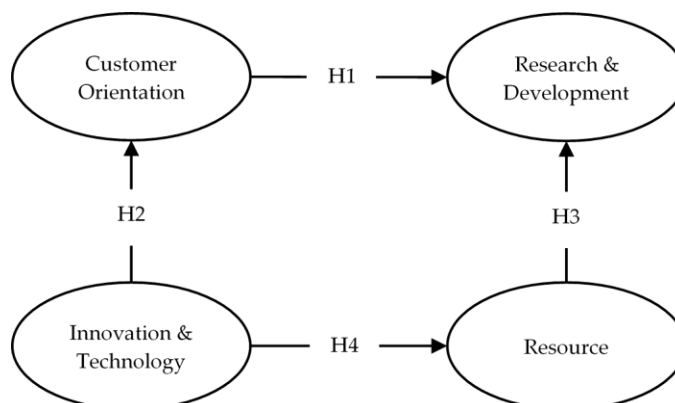 Customer
Orientation
H1
Research &
Development
H2
H3
Innovation &
Technology
H4
Resource